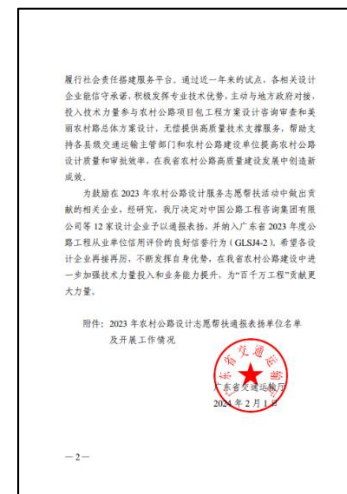 履行社会责任搭建服务平台。通过近一年来的试点，各相关设计
企业能信守承诺，积极发挥专业技术优势，主动与地方政府对接，
投入技术力量参与农村公路项目包工程方案设计咨询审查和美
丽农村路总体方案设计，无偿提供高质量技术支撑服务，帮助支
持各县级交通运输主管部门和农村公路建设单位提高农村公路
设计质量和审批效率，在我省农村公路高质量建设发展中创造新
成效。
为鼓励在 2023 年农村公路设计服务志愿帮扶活动中做出贡
献的相关企业，经研究，我厅决定对中国公路工程咨询集团有限
公司等 12 家设计企业予以通报表扬，并纳入广东省 2023 年度公
路工程从业单位信用评价的良好信誉行为（GLSJ4-2）。希望各设
计企业再接再厉，不断发挥自身优势，在我省农村公路建设中进
一步加强技术力量投入和业务能力提升，为“百千万工程”贡献更
大力量。
附件：2023 年农村公路设计志愿帮扶通报表扬单位名单
及开展工作情况
广东省交通运输厅
广东省交通运输厅
2024 年 2 月 1 日
—2—